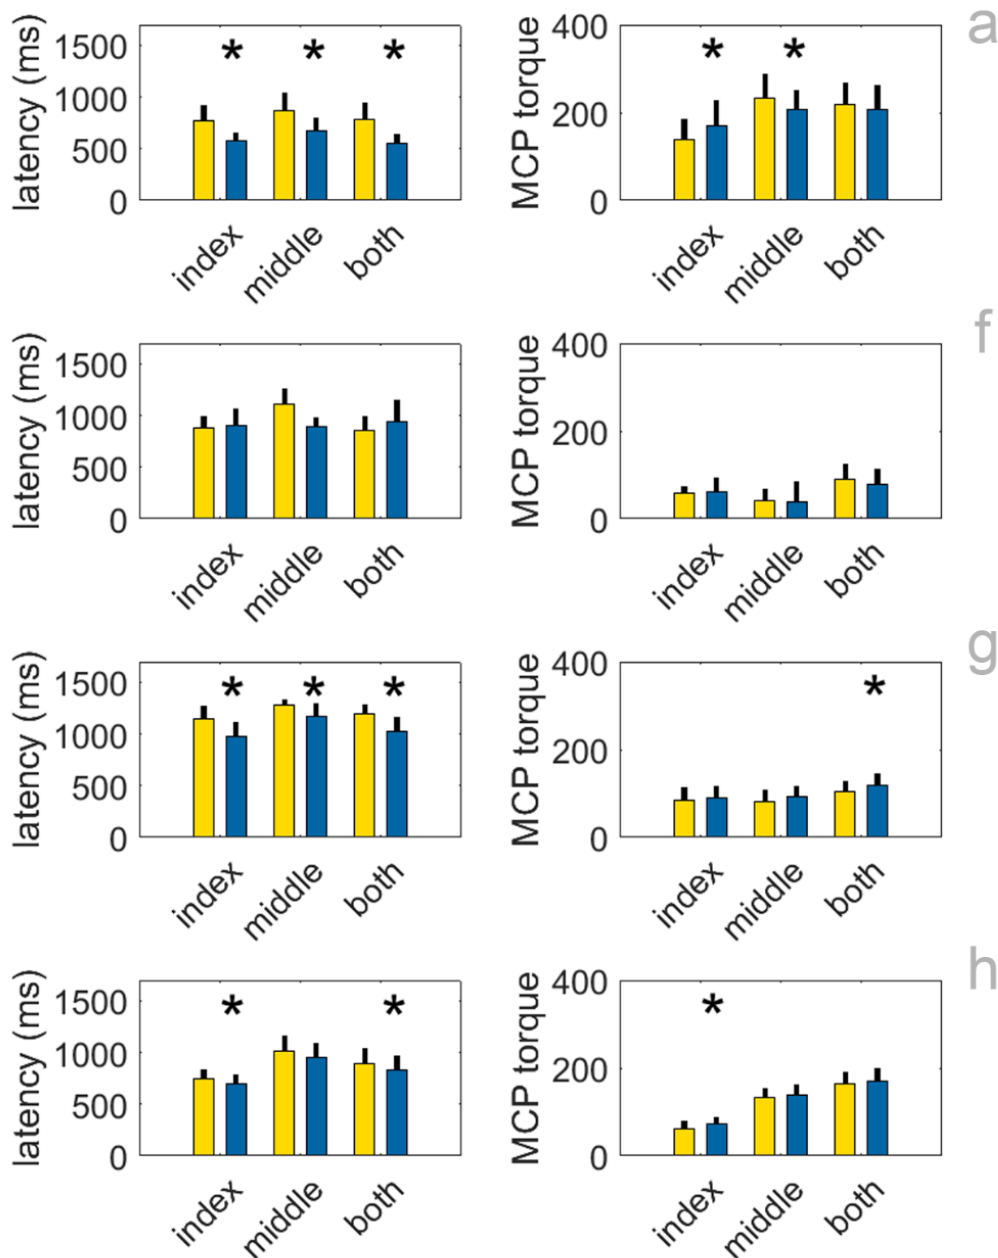 latency (ms)
1500
1000
500
0
* * *
index
middle
both
MCP torque
400
200
0
* *
index
middle
both
a
latency (ms)
1500
1000
500
0
index
middle
both
MCP torque
400
200
0
index
middle
both
f
latency (ms)
1500
1000
500
0
* * *
index
middle
both
MCP torque
400
200
0
*
index
middle
both
g
latency (ms)
1500
1000
500
0
* *
index
middle
both
MCP torque
400
200
0
*
index
middle
both
h